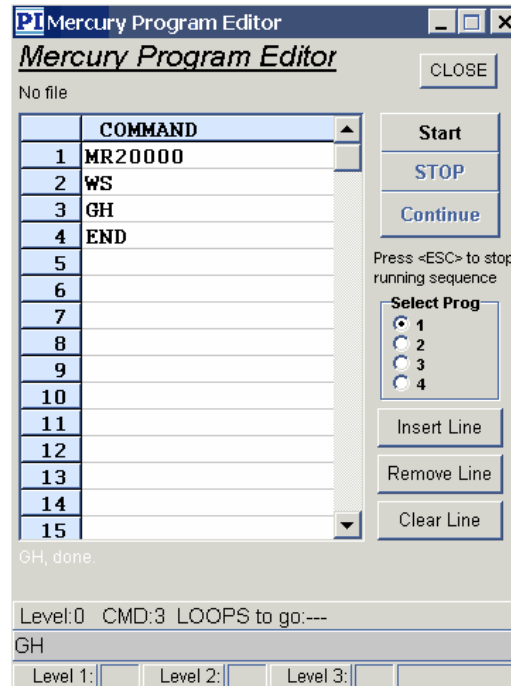 PI Mercury Program Editor
Mercury Program Editor
CLOSE
No file
COMMAND
1 MR20000
2 WS
3 GH
4 END
5
6
7
8
9
10
11
12
13
14
15
Start
STOP
Continue
Press <ESC> to stop
running sequence
Select Prog
1
2
3
4
Insert Line
Remove Line
Clear Line
GH, done.
Level:0 CMD:3 LOOPS to go:---
GH
Level 1: Level 2: Level 3: